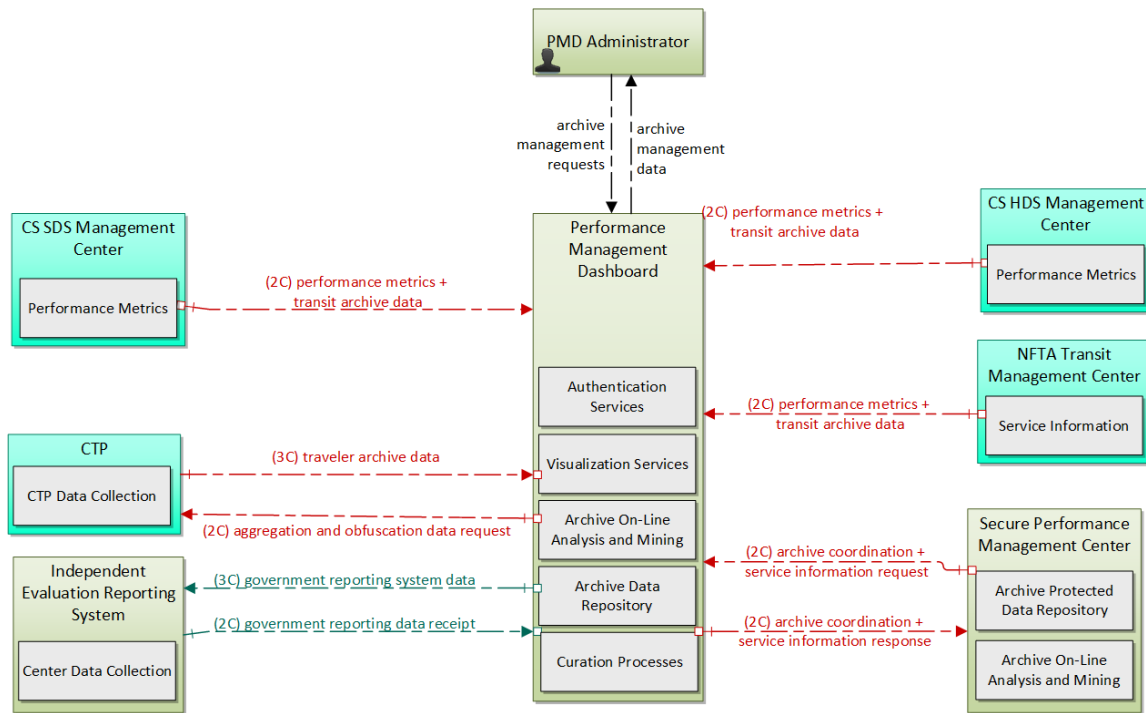 PMD Administrator
archive
management
requests
archive
management
data
CS SDS Management
Center
Performance Metrics
(2C) performance metrics +
transit archive data
Performance
Management
Dashboard
(2C) performance metrics +
transit archive data
CS HDS Management
Center
Performance Metrics
NFTA Transit
Management Center
Service Information
(2C) performance metrics +
transit archive data
Authentication
Services
Visualization Services
Archive On-Line
Analysis and Mining
Archive Data
Repository
Curation Processes
CTP
CTP Data Collection
(3C) traveler archive data
(2C) aggregation and obfuscation data request
Independent
Evaluation Reporting
System
Center Data Collection
(3C) government reporting system data
(2C) government reporting data receipt
(2C) archive coordination +
service information request
(2C) archive coordination +
service information response
Secure Performance
Management Center
Archive Protected
Data Repository
Archive On-Line
Analysis and Mining